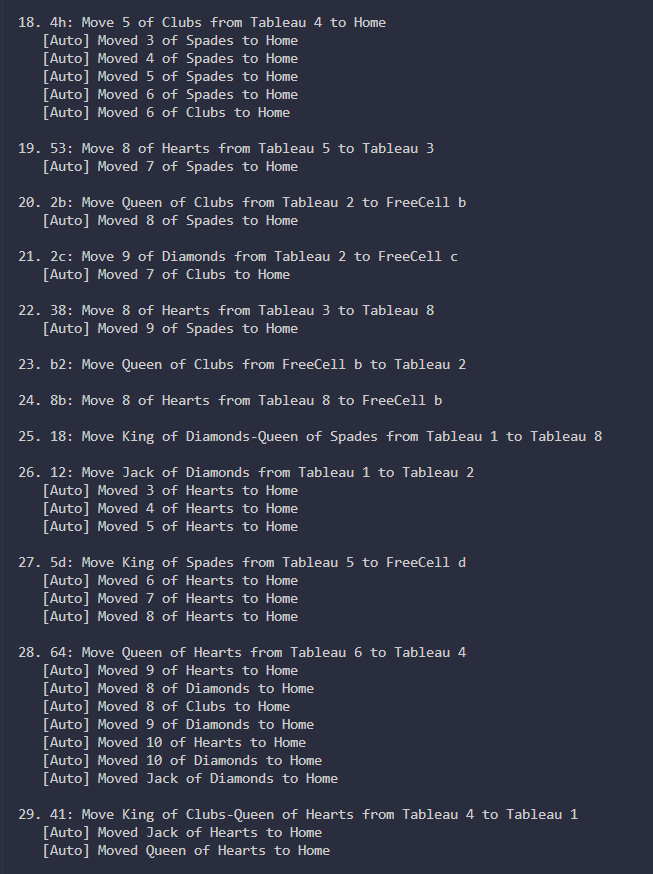 18. 4h: Move 5 of Clubs from Tableau 4 to Home
[Auto] Moved 3 of Spades to Home
[Auto] Moved 4 of Spades to Home
[Auto] Moved 5 of Spades to Home
[Auto] Moved 6 of Spades to Home
[Auto] Moved 6 of Clubs to Home
19. 53: Move 8 of Hearts from Tableau 5 to Tableau 3
[Auto] Moved 7 of Spades to Home
20. 2b: Move Queen of Clubs from Tableau 2 to FreeCell b
[Auto] Moved 8 of Spades to Home
21. 2c: Move 9 of Diamonds from Tableau 2 to FreeCell c
[Auto] Moved 7 of Clubs to Home
22. 38: Move 8 of Hearts from Tableau 3 to Tableau 8
[Auto] Moved 9 of Spades to Home
23. b2: Move Queen of Clubs from FreeCell b to Tableau 2
24. 8b: Move 8 of Hearts from Tableau 8 to FreeCell b
25. 18: Move King of Diamonds-Queen of Spades from Tableau 1 to Tableau 8
26. 12: Move Jack of Diamonds from Tableau 1 to Tableau 2
[Auto] Moved 3 of Hearts to Home
[Auto] Moved 4 of Hearts to Home
[Auto] Moved 5 of Hearts to Home
27. 5d: Move King of Spades from Tableau 5 to FreeCell d
[Auto] Moved 6 of Hearts to Home
[Auto] Moved 7 of Hearts to Home
[Auto] Moved 8 of Hearts to Home
28. 64: Move Queen of Hearts from Tableau 6 to Tableau 4
[Auto] Moved 9 of Hearts to Home
[Auto] Moved 8 of Diamonds to Home
[Auto] Moved 8 of Clubs to Home
[Auto] Moved 9 of Diamonds to Home
[Auto] Moved 10 of Hearts to Home
[Auto] Moved 10 of Diamonds to Home
[Auto] Moved Jack of Diamonds to Home
29. 41: Move King of Clubs-Queen of Hearts from Tableau 4 to Tableau 1
[Auto] Moved Jack of Hearts to Home
[Auto] Moved Queen of Hearts to Home